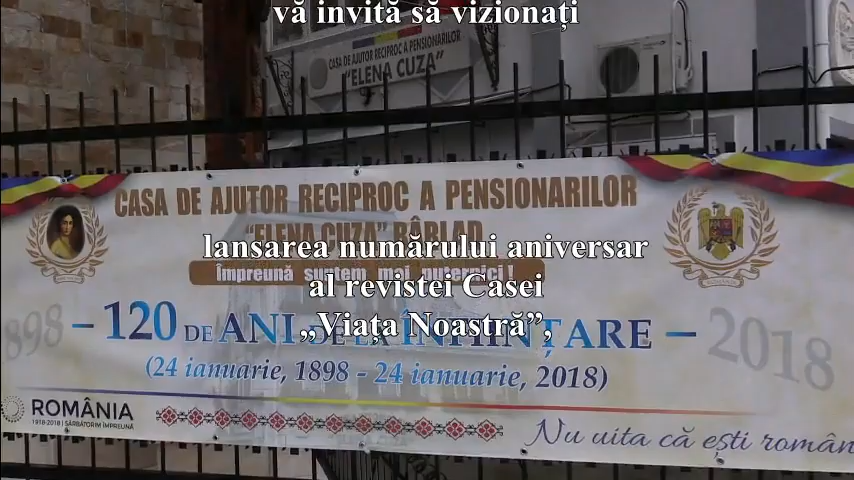 vă invită să vizionați
CASA DE AJUTOR RECIPROC A PENSIONARILOR
"ELENA CUZA"
CASA DE AJUTOR RECIPROC A PENSIONARILOR
"ELENA CUZA" BÂRLAD
lansarea numărului aniversar
Împreună suntem mai puternici !
al revistei Casei
„Viața Noastră”,
1898 – 120 DE ANI DE LA ÎNFIINȚARE – 2018
(24 ianuarie, 1898 - 24 ianuarie, 2018)
ROMÂNIA
1918-2018 | SĂRBĂTORIM ÎMPREUNĂ
Nu uita că ești român